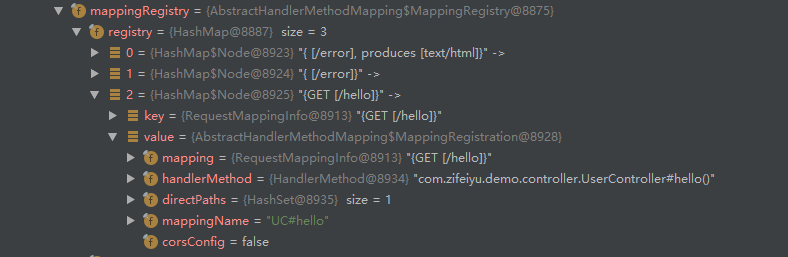 mappingRegistry = {AbstractHandlerMethodMapping$MappingRegistry@8875}
registry = {HashMap@8887} size = 3
0 = {HashMap$Node@8923} "{ [/error], produces [text/html]}" ->
1 = {HashMap$Node@8924} "{ [/error]}" ->
2 = {HashMap$Node@8925} "{GET [/hello]}" ->
key = {RequestMappingInfo@8913} "{GET [/hello]}"
value = {AbstractHandlerMethodMapping$MappingRegistration@8928}
mapping = {RequestMappingInfo@8913} "{GET [/hello]}"
handlerMethod = {HandlerMethod@8934} "com.zifeiyu.demo.controller.UserController#hello()"
directPaths = {HashSet@8935} size = 1
mappingName = "UC#hello"
corsConfig = false